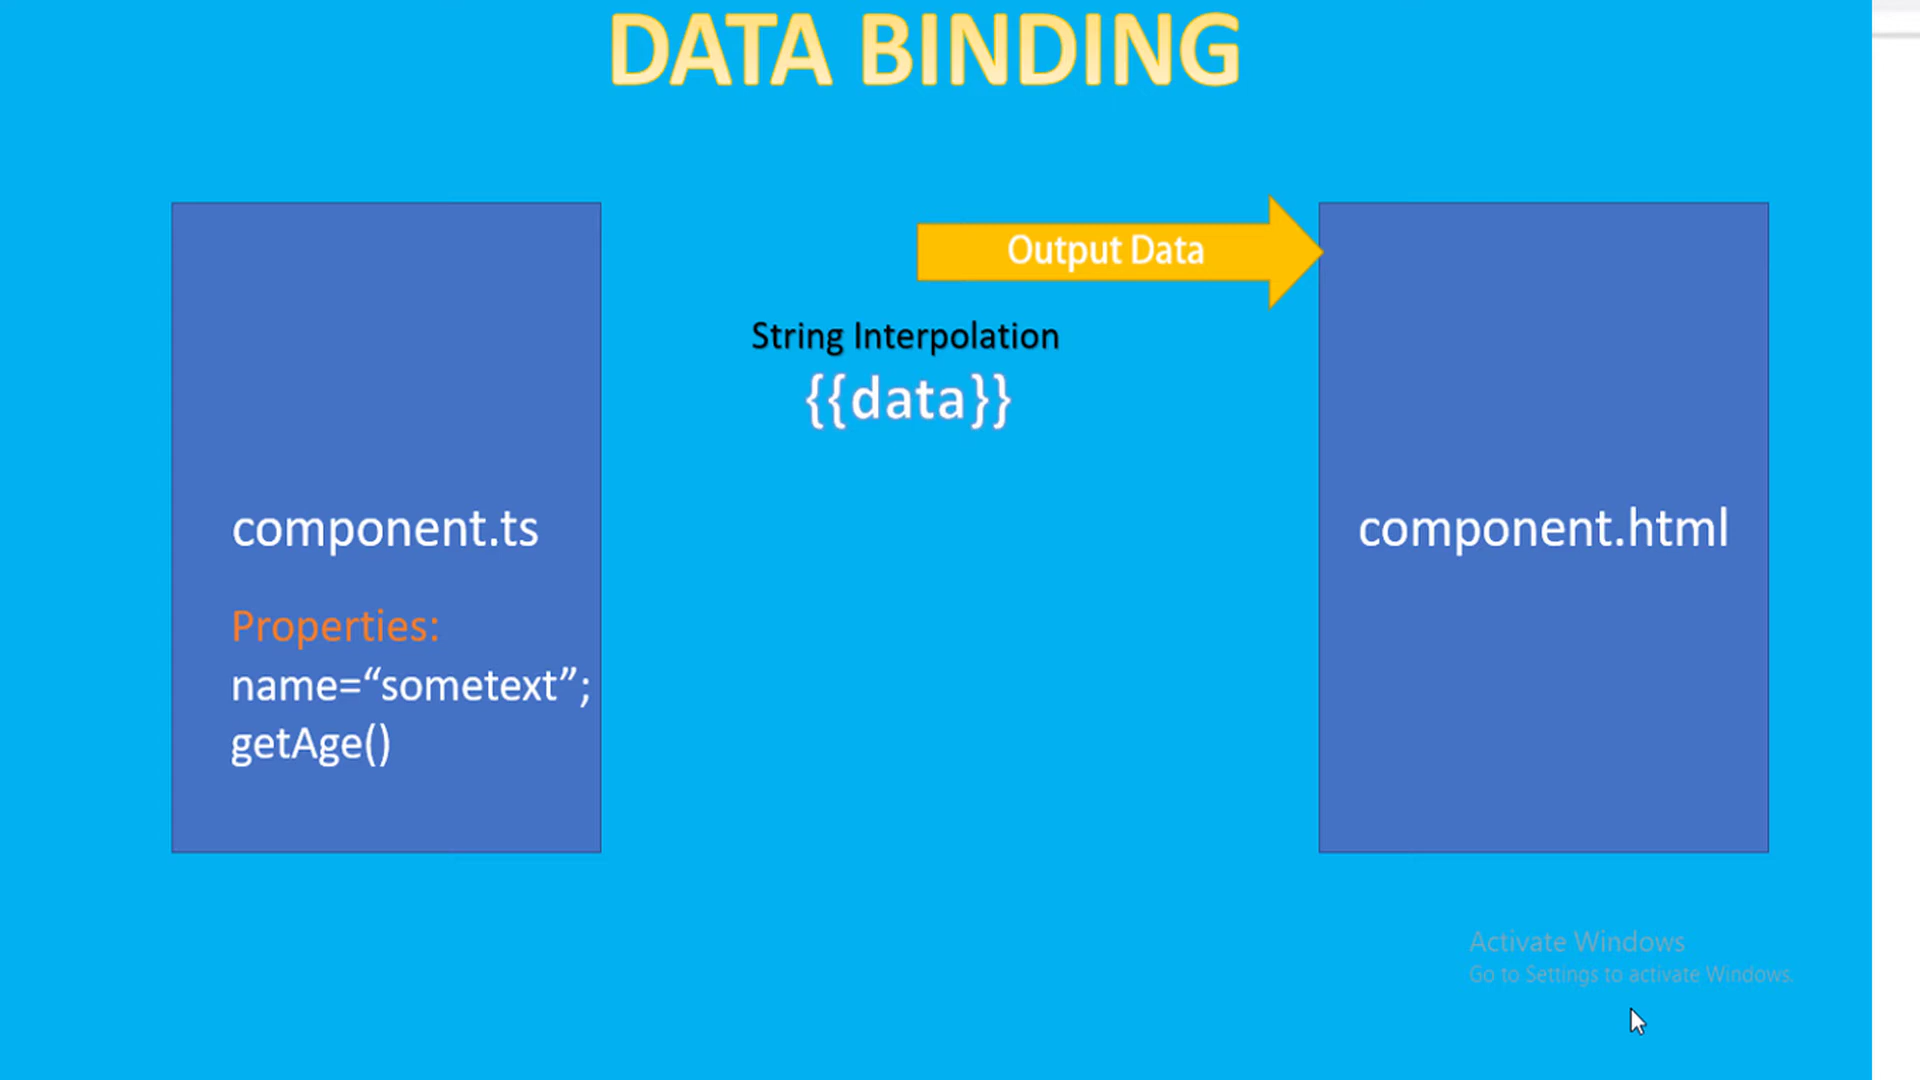 DATA BINDING
Output Data
String Interpolation
{{data}}
component.ts
Properties:
name=“sometext”;
getAge()
component.html
Activate Windows
Go to Settings to activate Windows.